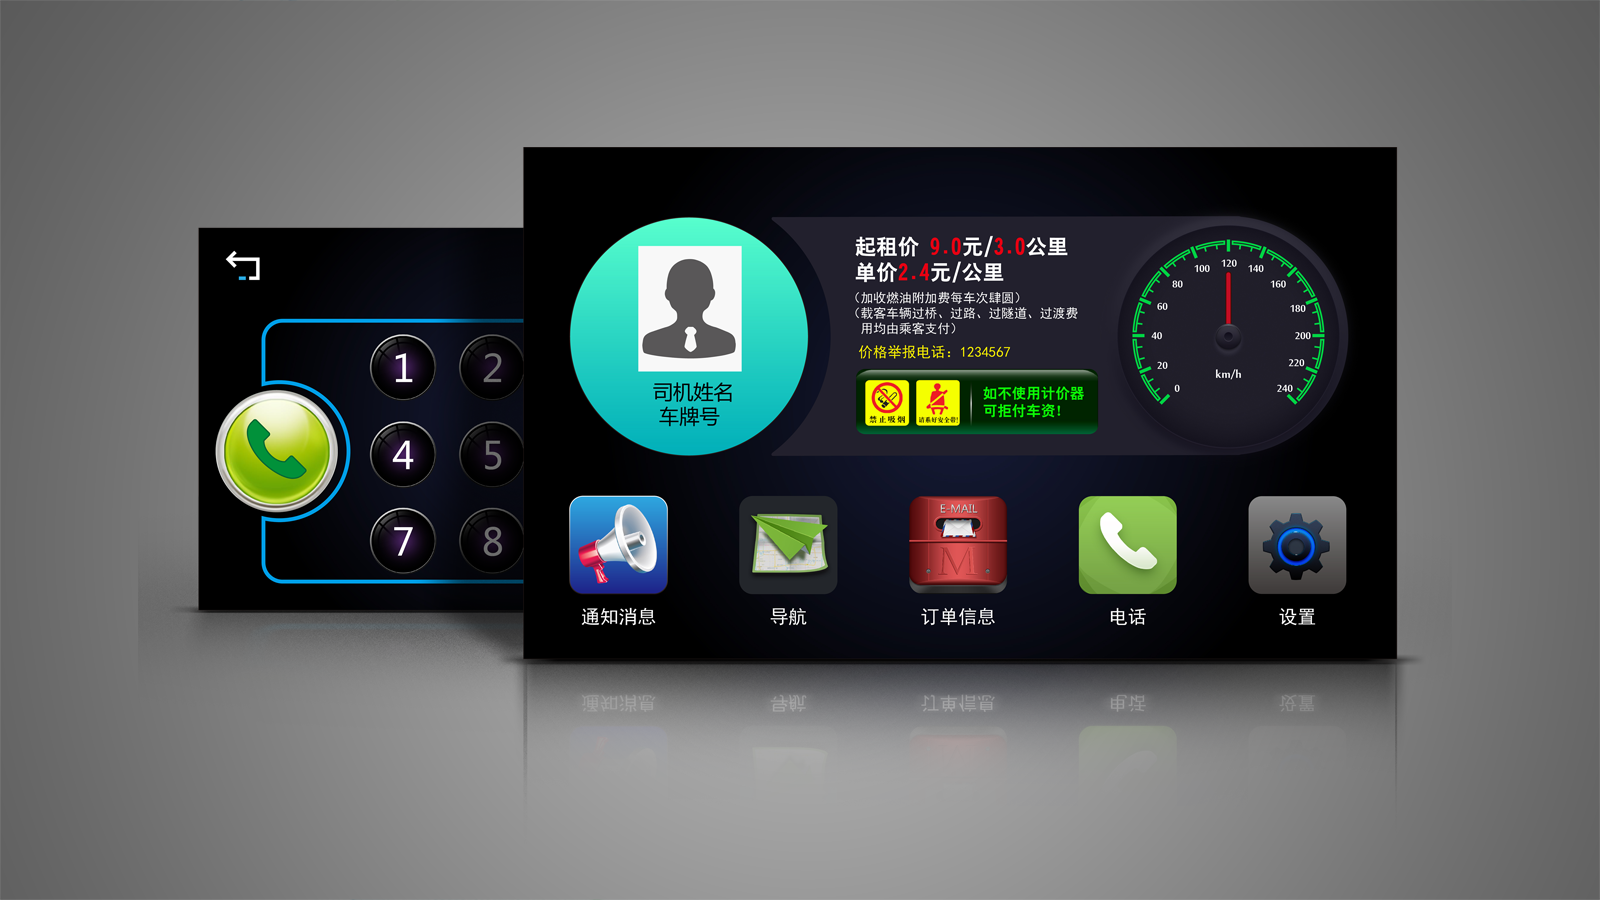 1
2
4
5
7
8
起租价 9.0元/3.0公里
单价2.4元/公里
(加收燃油附加费每车次肆圆)
(载客车辆过桥、过路、过隧道、过渡费
用均由乘客支付)
价格举报电话：1234567
禁止吸烟
请系好安全带!
如不使用计价器
可拒付车资!
司机姓名
车牌号
0
20
40
60
80
100
120
140
160
180
200
220
240
km/h
E-MAIL
M
通知消息
导航
订单信息
电话
设置